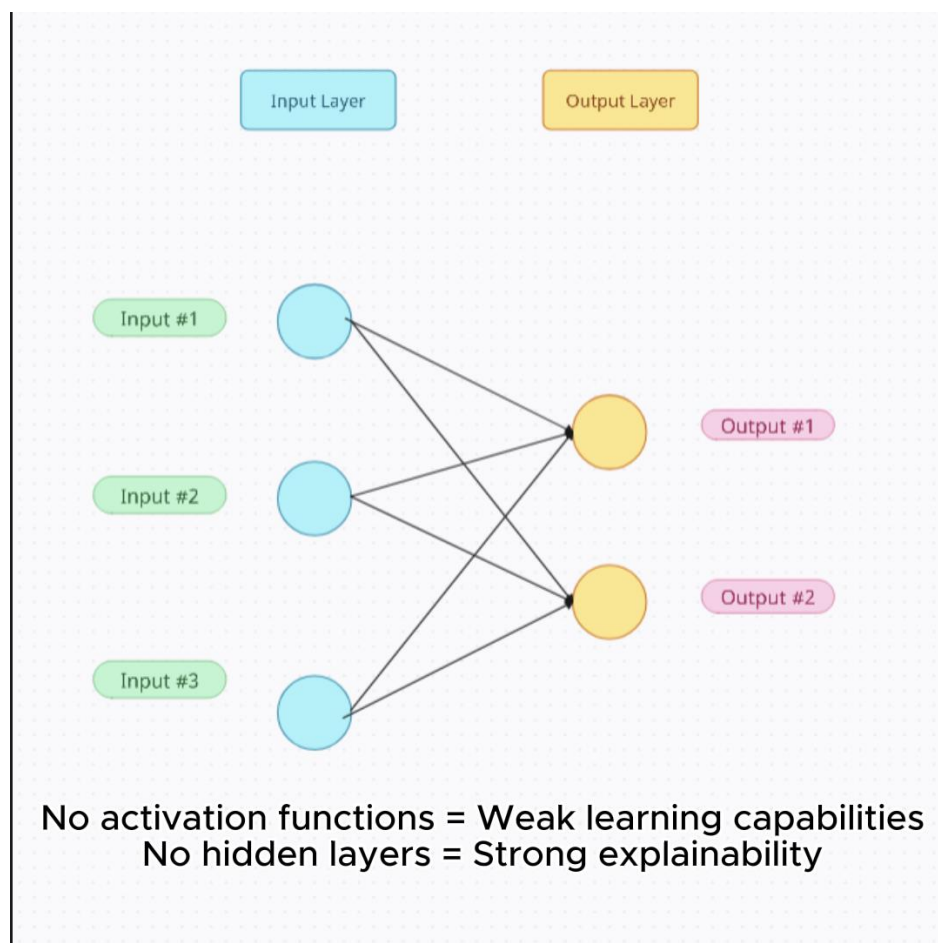 Input Layer
Output Layer
Input #1
Output #1
Input #2
Output #2
Input #3
No activation functions = Weak learning capabilities
No hidden layers = Strong explainability